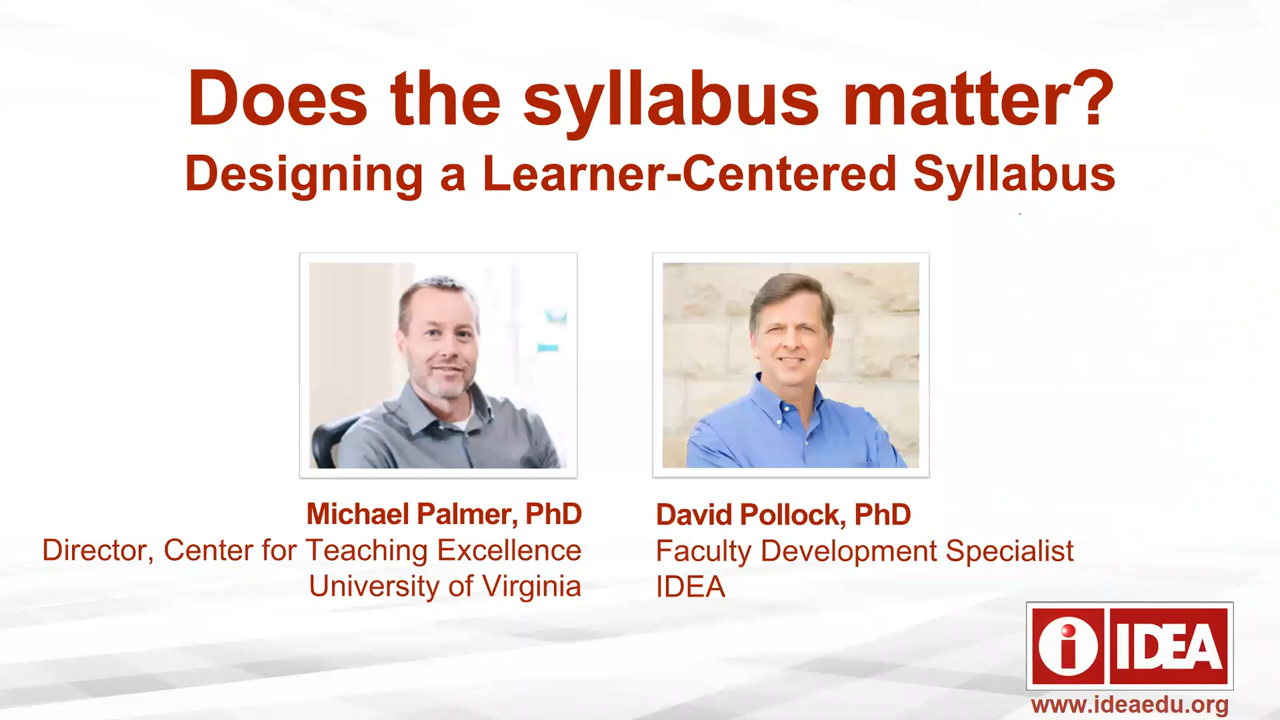 Does the syllabus matter?
Designing a Learner-Centered Syllabus
Michael Palmer, PhD
Director, Center for Teaching Excellence
University of Virginia
David Pollock, PhD
Faculty Development Specialist
IDEA
i IDEA
www.ideaedu.org